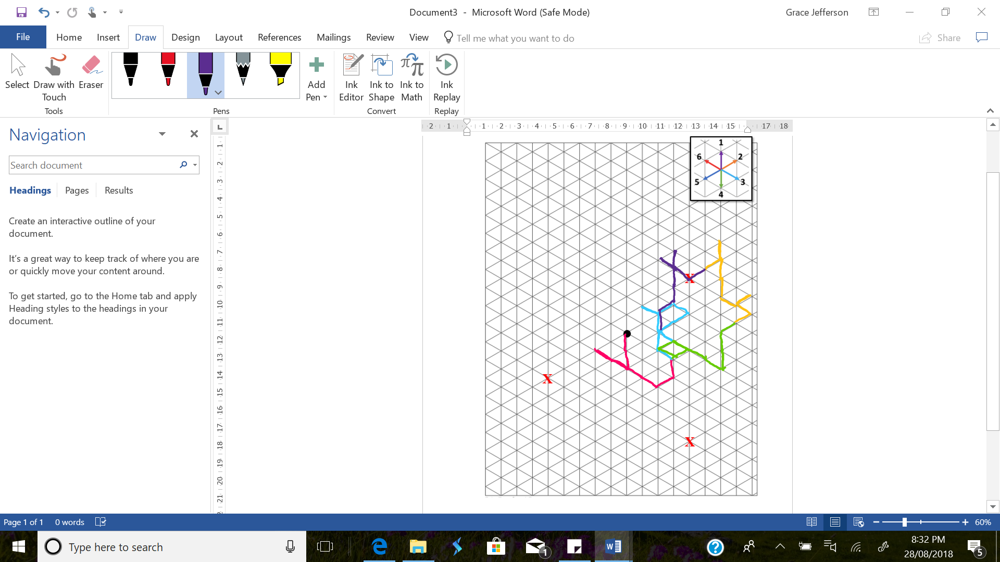 Document3 - Microsoft Word (Safe Mode)
Grace Jefferson
File
Home
Insert
Draw
Design
Layout
References
Mailings
Review
View
Tell me what you want to do
Share
Select
Draw with
Touch
Eraser
Tools
Pens
Add
Pen
Ink
Editor
Ink to
Shape
Ink to
Math
Convert
Ink
Replay
Replay
Navigation
Search document
Headings
Pages
Results
Create an interactive outline of your
document.
It's a great way to keep track of where you are
or quickly move your content around.
To get started, go to the Home tab and apply
Heading styles to the headings in your
document.
L
2 1 1 2 3 4 5 6 7 8 9 10 11 12 13 14 15 17 18
1
2
3
4
5
6
7
8
9
10
11
12
13
14
15
16
17
18
19
20
21
1
6 2
5 3
4
X
X
X
Page 1 of 1
0 words
60%
Type here to search
1
W
?
8:32 PM
28/08/2018
5